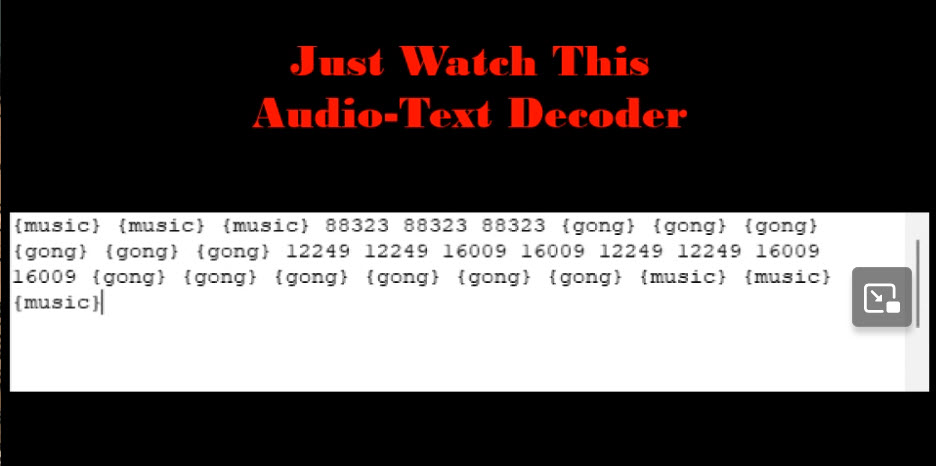 Just Watch This
Audio-Text Decoder
{music} {music} {music} 88323 88323 88323 {gong} {gong} {gong}
{gong} {gong} {gong} 12249 12249 16009 16009 12249 12249 16009
16009 {gong} {gong} {gong} {gong} {gong} {gong} {music} {music}
{music}